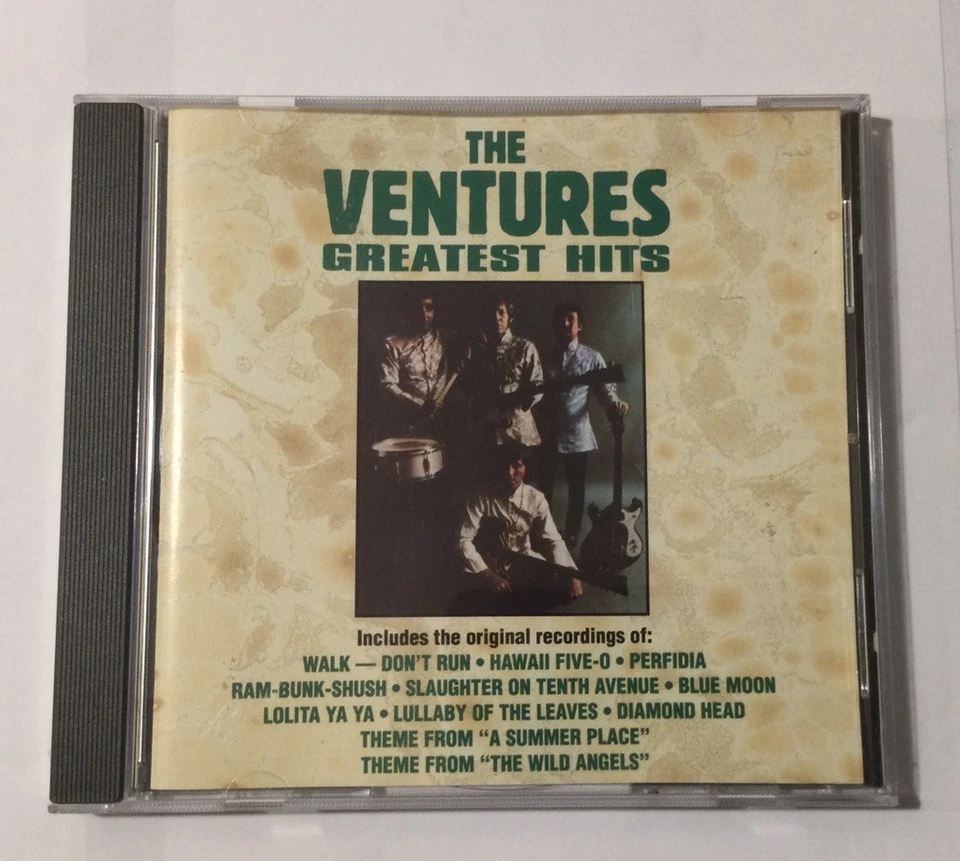 THE
VENTURES
GREATEST HITS
Includes the original recordings of:
WALK — DON'T RUN • HAWAII FIVE-O • PERFIDIA
RAM-BUNK-SHUSH • SLAUGHTER ON TENTH AVENUE • BLUE MOON
LOLITA YA YA • LULLABY OF THE LEAVES • DIAMOND HEAD
THEME FROM “A SUMMER PLACE”
THEME FROM “THE WILD ANGELS”